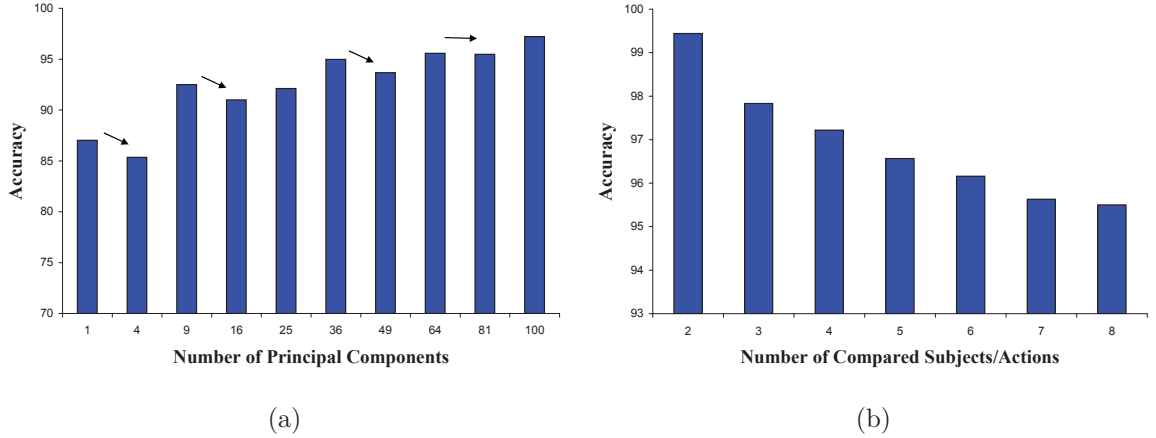 100
95
90
85
80
75
70
Accuracy
1 4 9 16 25 36 49 64 81 100
Number of Principal Components
(a)
100
99
98
97
96
95
94
93
Accuracy
2 3 4 5 6 7 8
Number of Compared Subjects/Actions
(b)